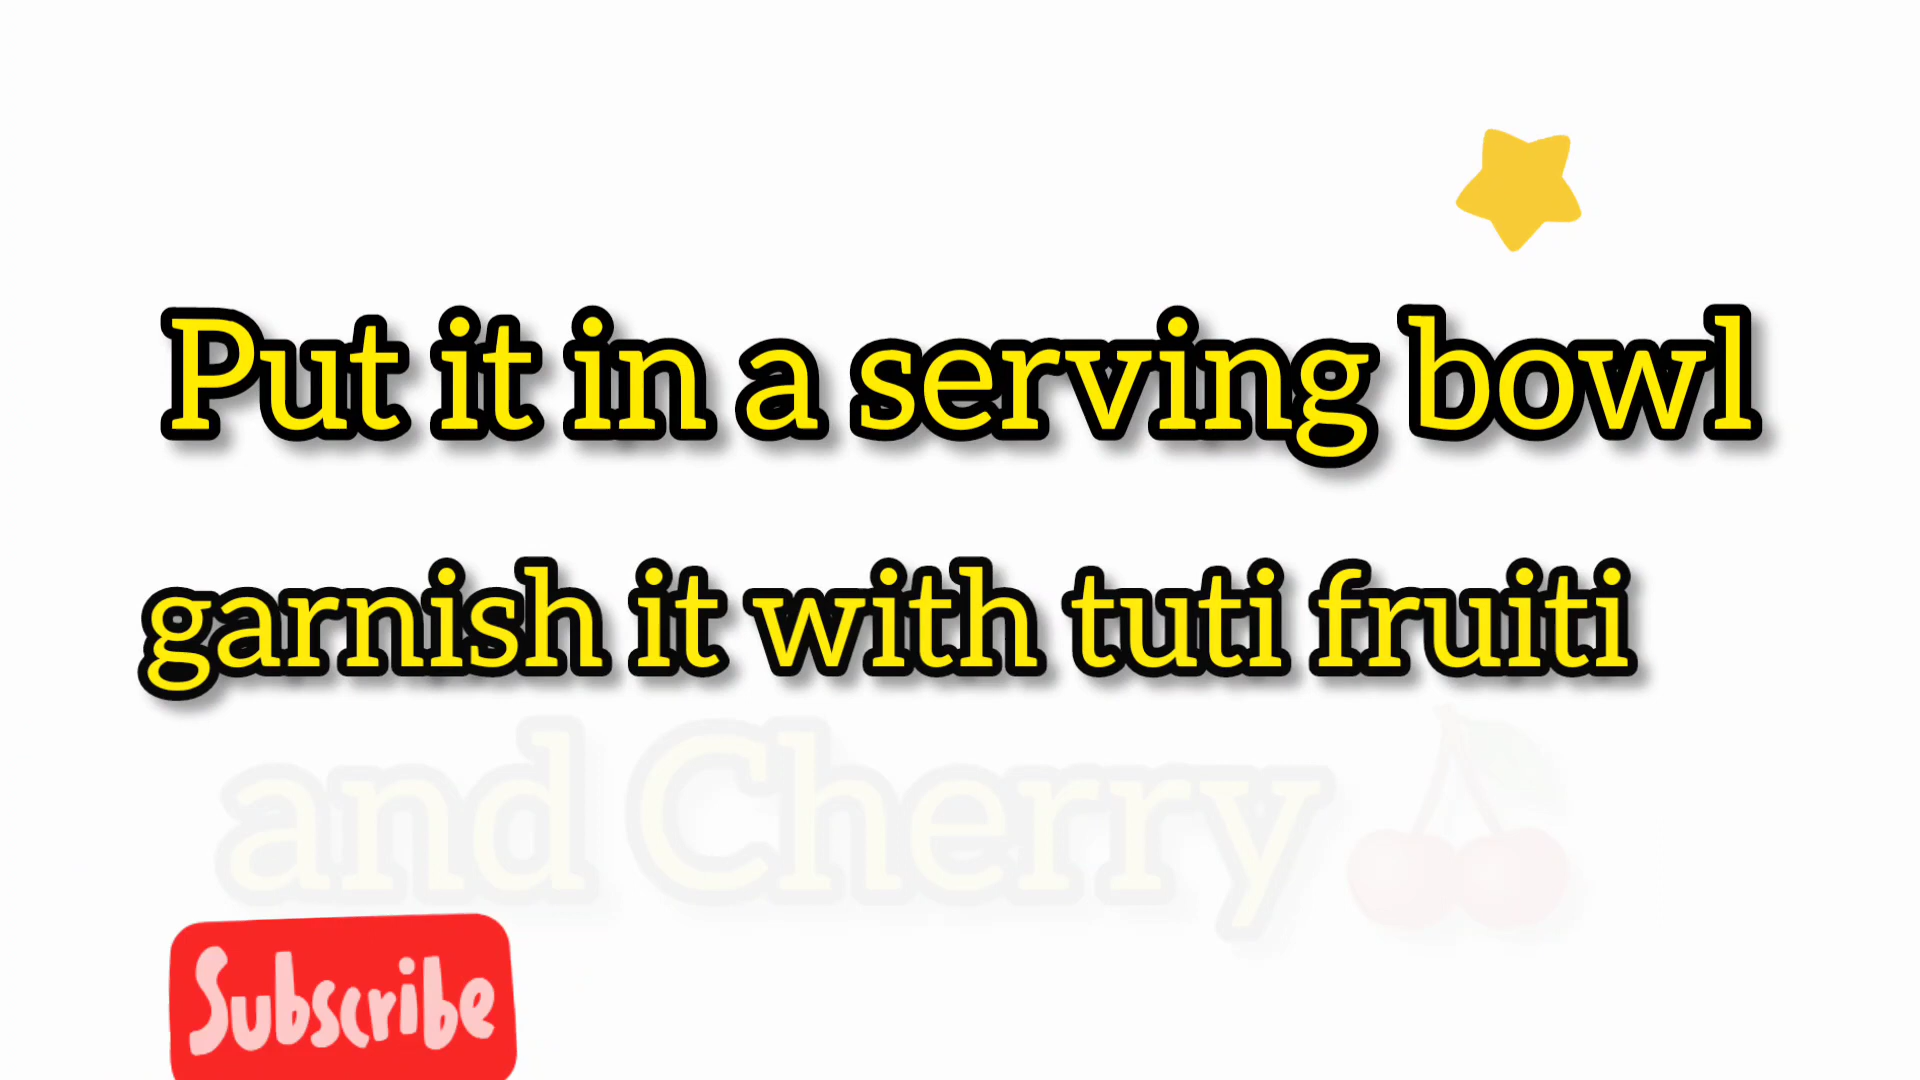 Put it in a serving bowl
garnish it with tuti fruiti
and Cherry
Subscribe